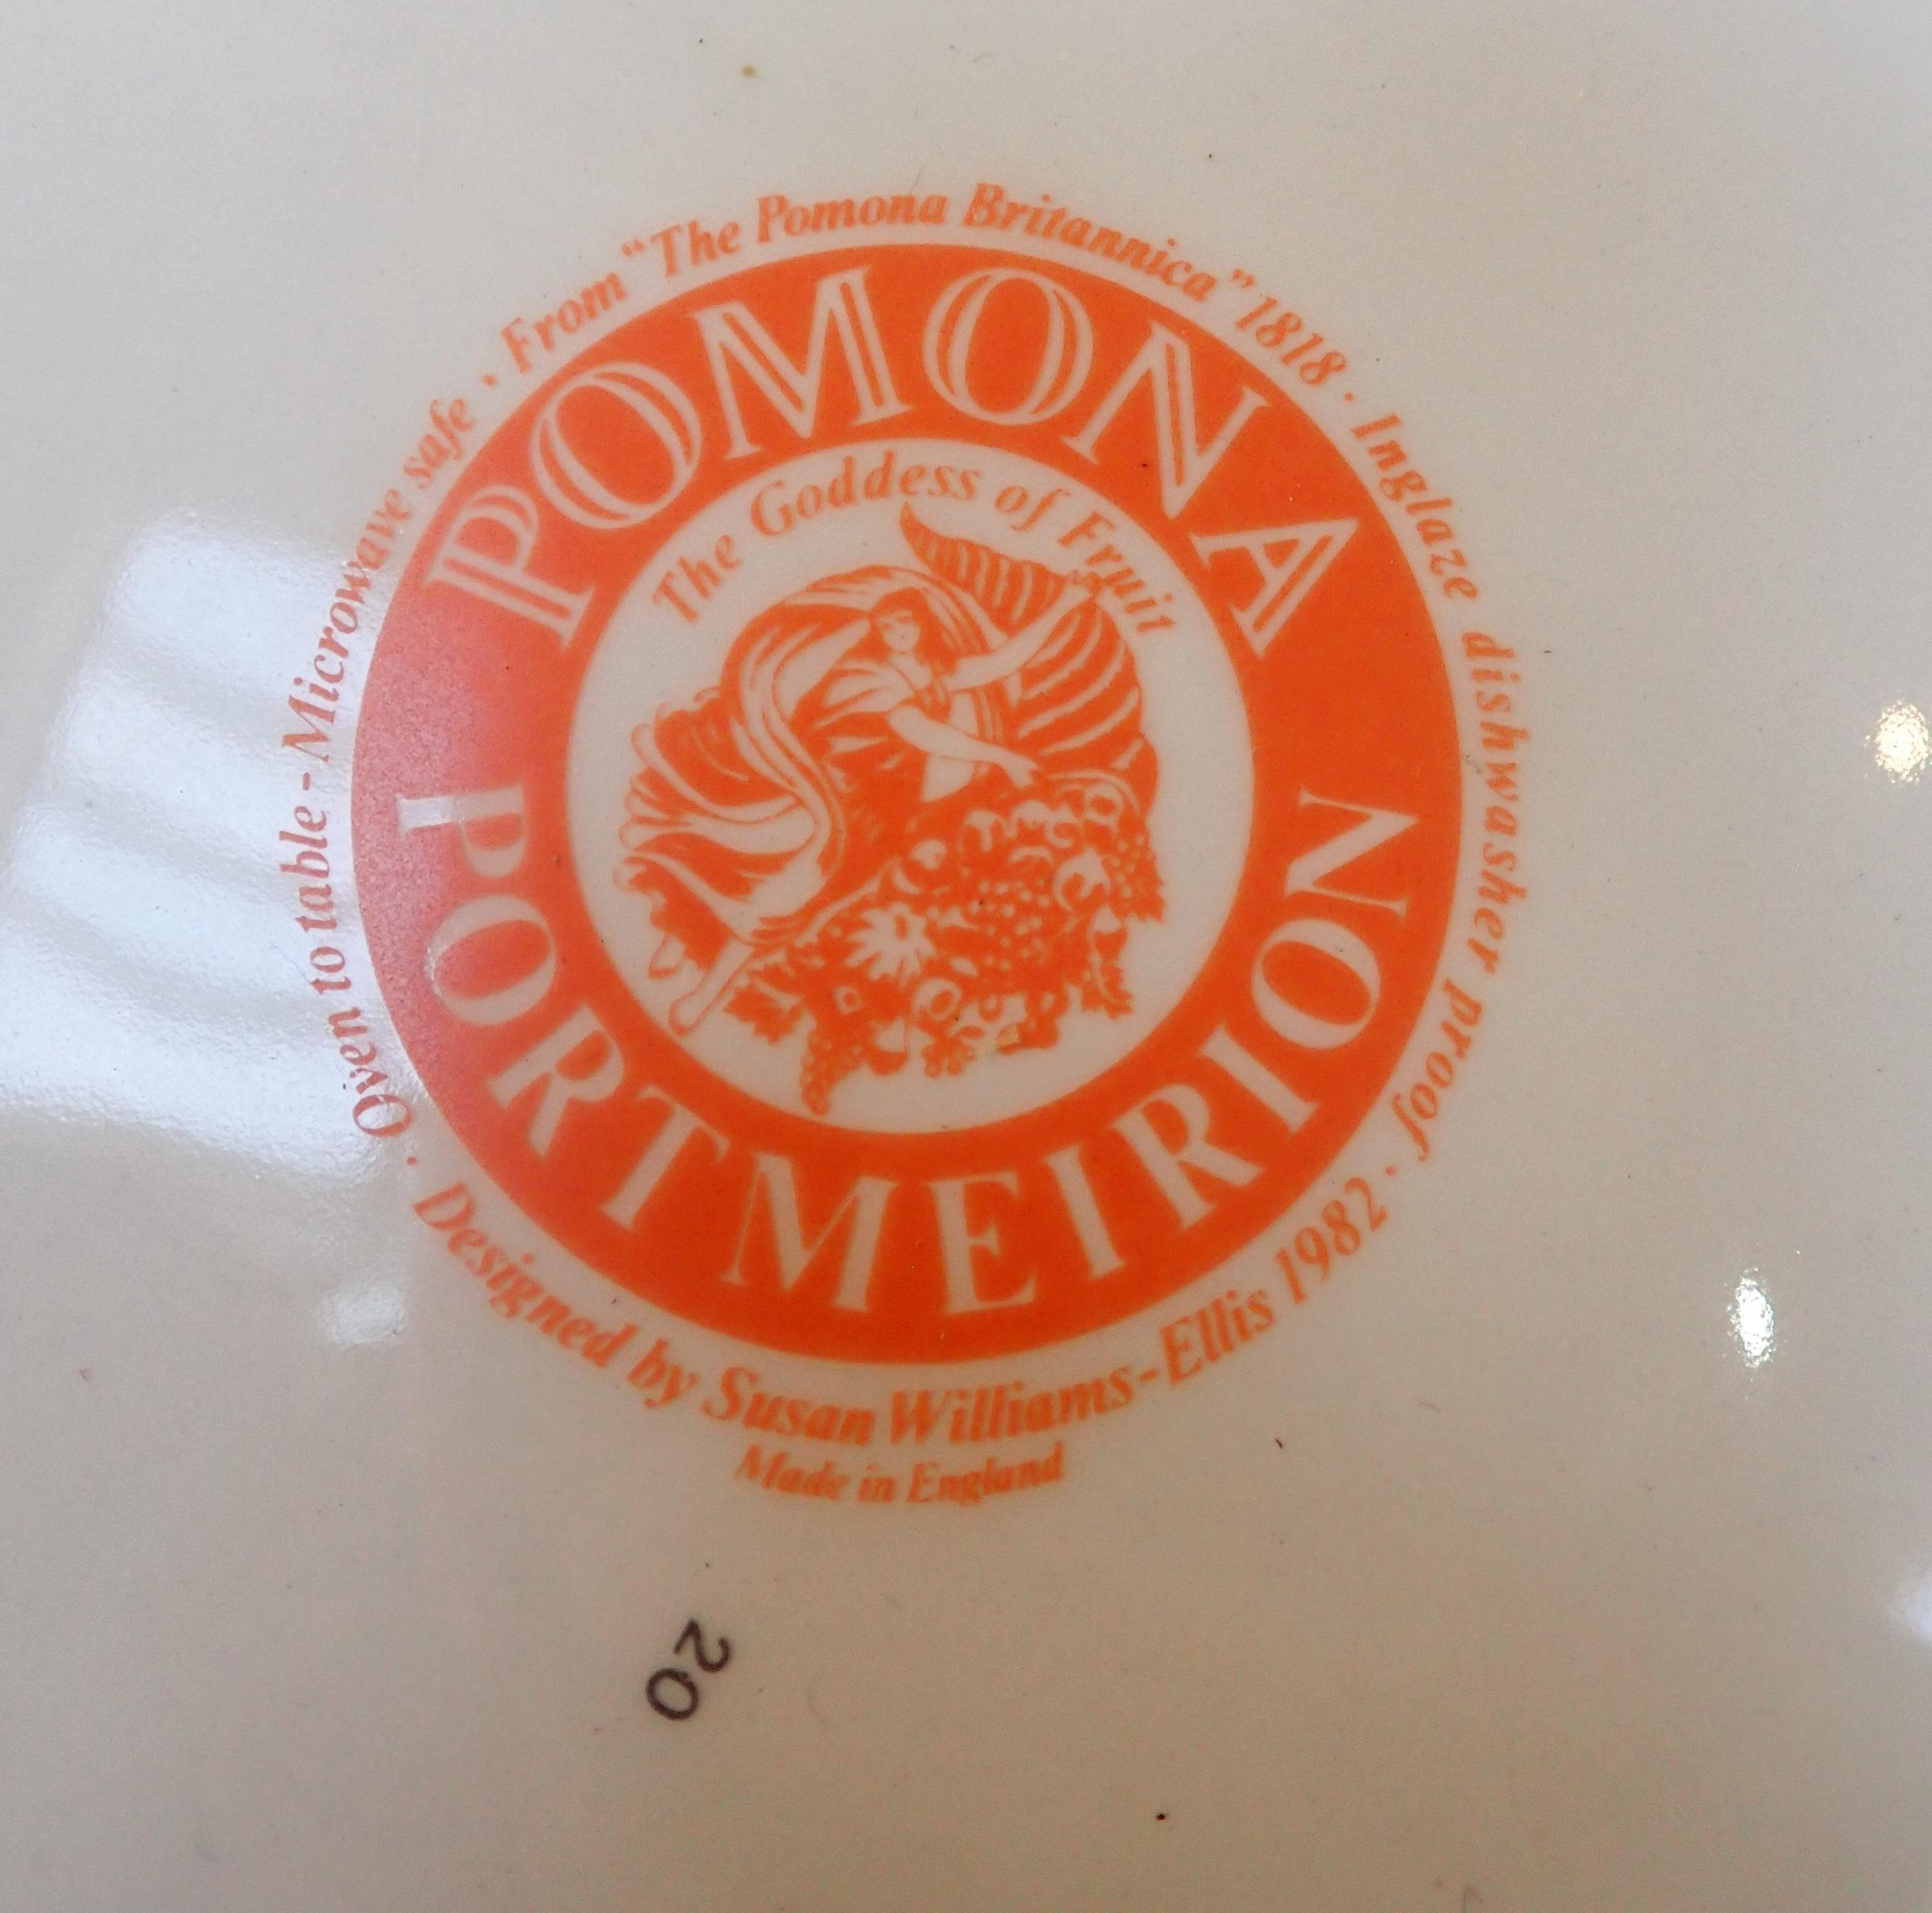 From "The Pomona Britannica" 1818 · Inglaze dishwasher proof ·
Oven to table - Microwave safe ·
POMONA
The Goddess of Fruit
PORTMEIRION
Designed by Susan Williams-Ellis 1982 ·
Made in England
20